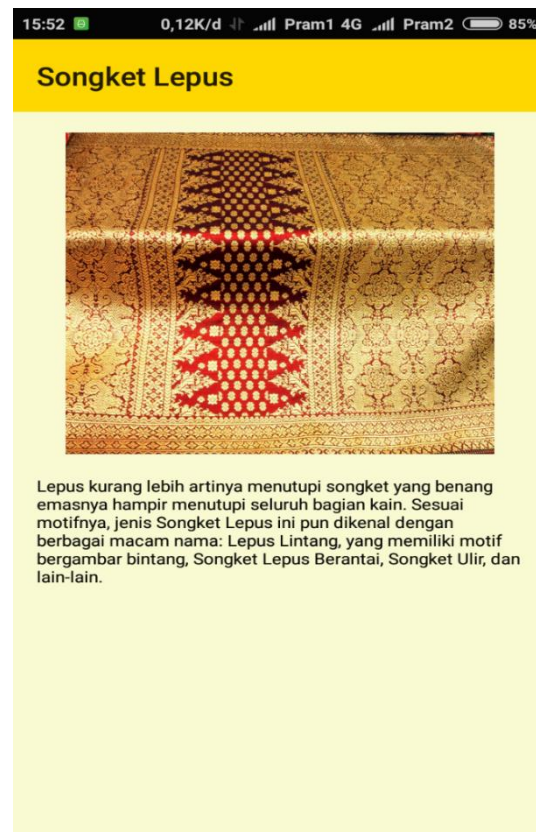 15:52 0,12K/d Pram1 4G Pram2 85%
Songket Lepus
Lepus kurang lebih artinya menutupi songket yang benang
emasnya hampir menutupi seluruh bagian kain. Sesuai
motifnya, jenis Songket Lepus ini pun dikenal dengan
berbagai macam nama: Lepus Lintang, yang memiliki motif
bergambar bintang, Songket Lepus Berantai, Songket Ulir, dan
lain-lain.